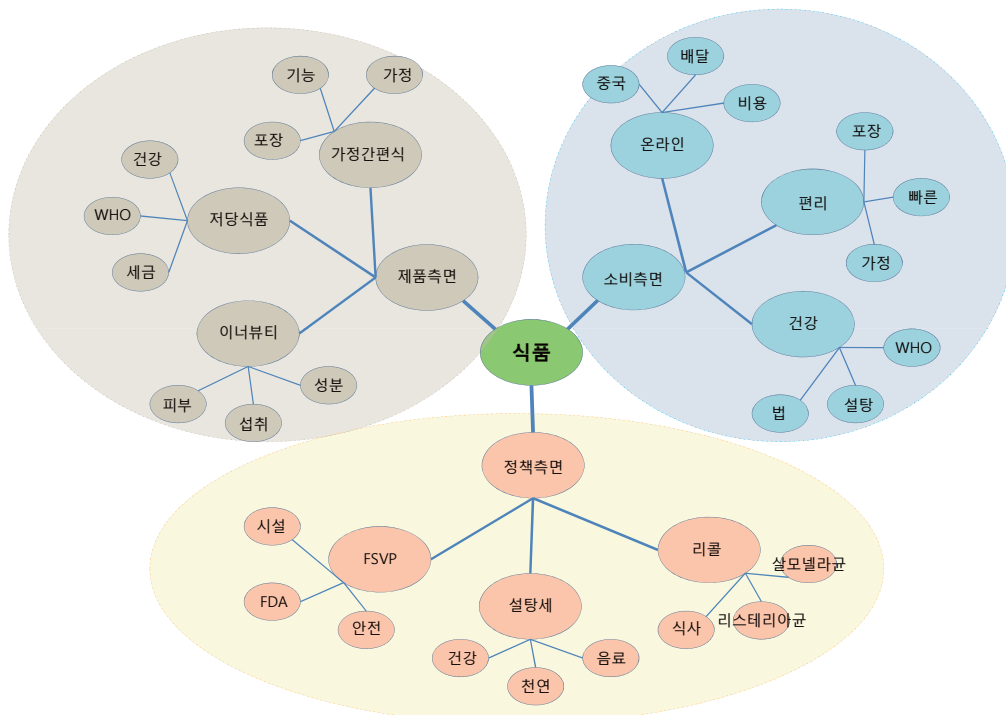 기능
가정
포장
가정간편식
건강
WHO
세금
저당식품
제품측면
이너뷰티
피부
섭취
성분
중국
배달
비용
온라인
포장
빠른
가정
편리
소비측면
건강
WHO
설탕
법
식품
정책측면
시설
FDA
안전
FSVP
설탕세
건강
천연
음료
리콜
살모넬라균
리스테리아균
식사